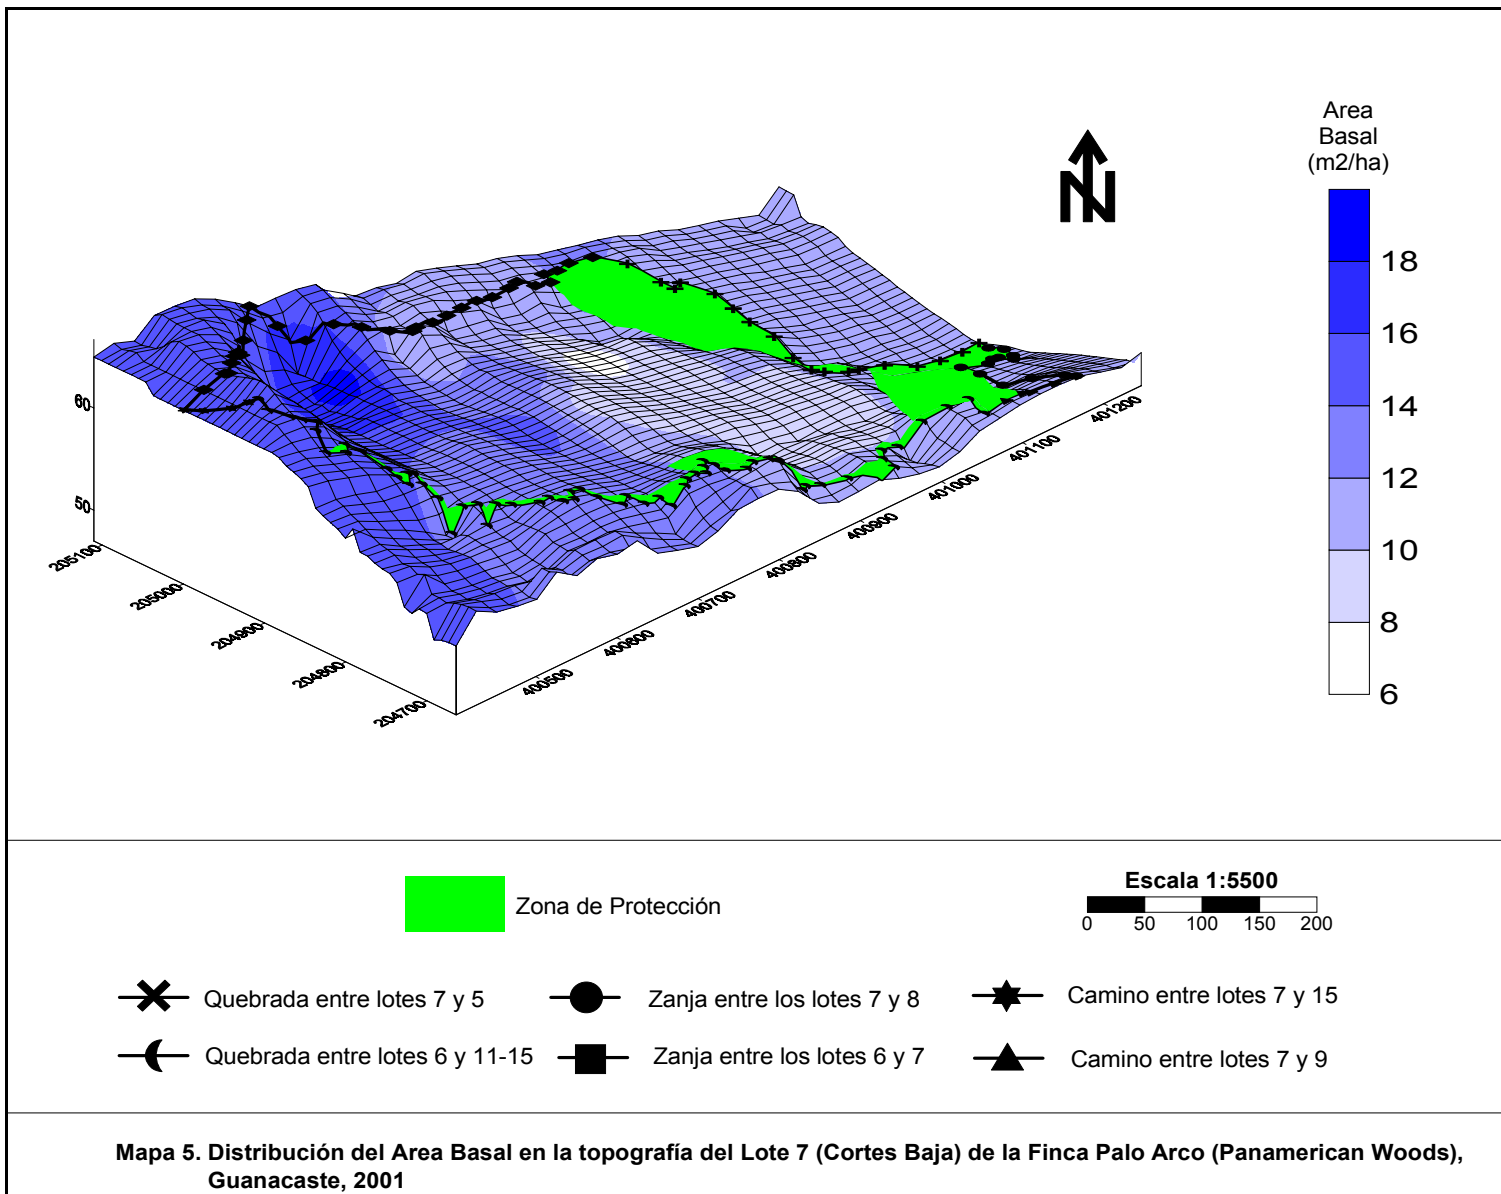 Area
Basal
(m2/ha)
N
18
16
14
12
10
8
6
60
50
205100
205000
204900
204800
204700
400500
400600
400700
400800
400900
401000
401100
401200
Zona de Protección
Escala 1:5500
0 50 100 150 200
Quebrada entre lotes 7 y 5
Zanja entre los lotes 7 y 8
Camino entre lotes 7 y 15
Quebrada entre lotes 6 y 11-15
Zanja entre los lotes 6 y 7
Camino entre lotes 7 y 9
Mapa 5. Distribución del Area Basal en la topografía del Lote 7 (Cortes Baja) de la Finca Palo Arco (Panamerican Woods),
Guanacaste, 2001